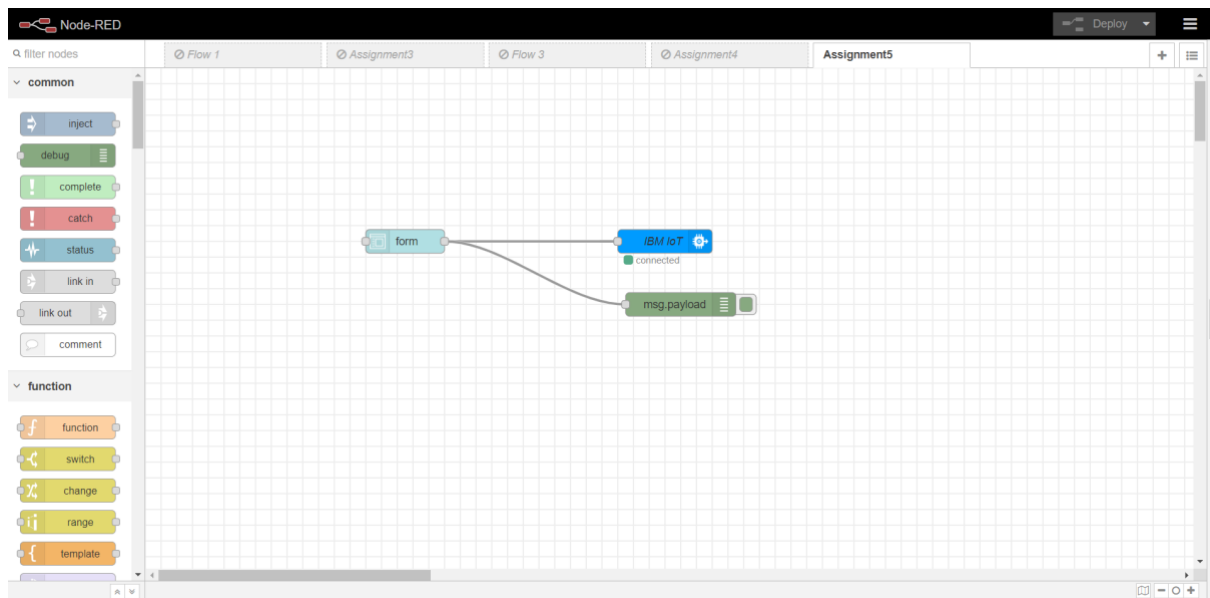 Node-RED
Deploy
filter nodes
Flow 1
Assignment3
Flow 3
Assignment4
Assignment5
common
inject
debug
complete
catch
status
link in
link out
comment
function
function
switch
change
range
template
form
IBM IoT
connected
msg.payload